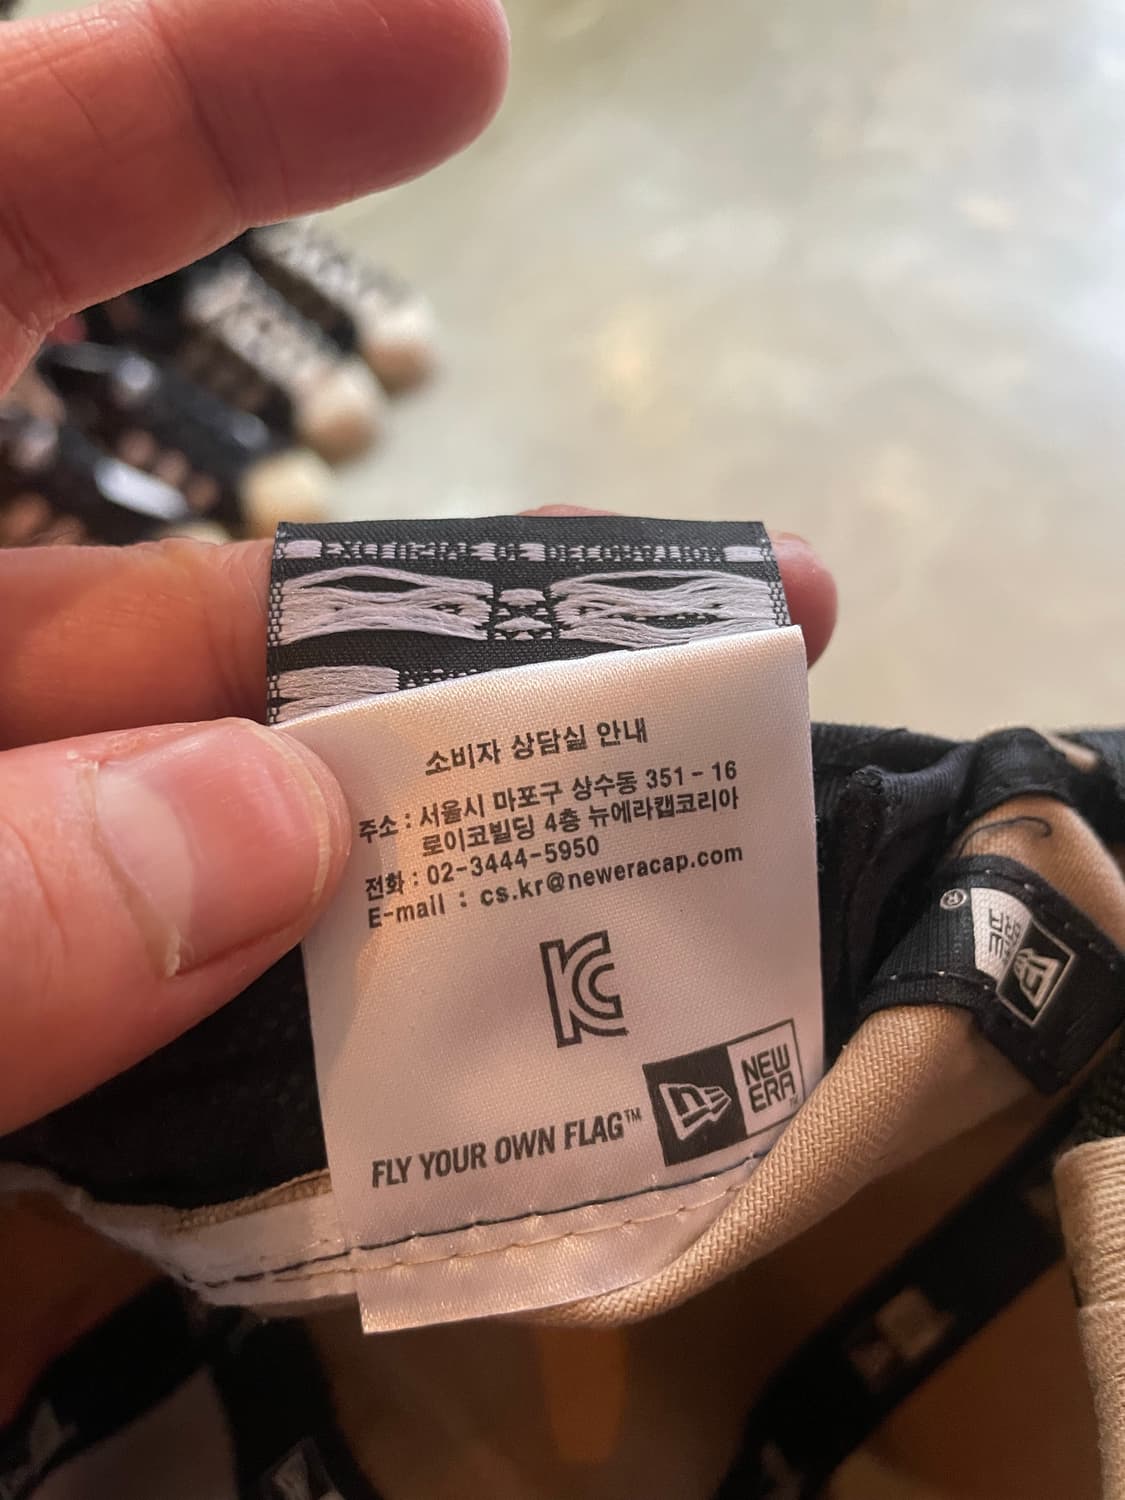 소비자 상담실 안내
주소 : 서울시 마포구 상수동 351 - 16
로이코빌딩 4층 뉴에라캡코리아
전화 : 02-3444-5950
E-mail : cs.kr@neweracap.com
KC
NEW
ERA™
FLY YOUR OWN FLAG™
NEW
ERA
®